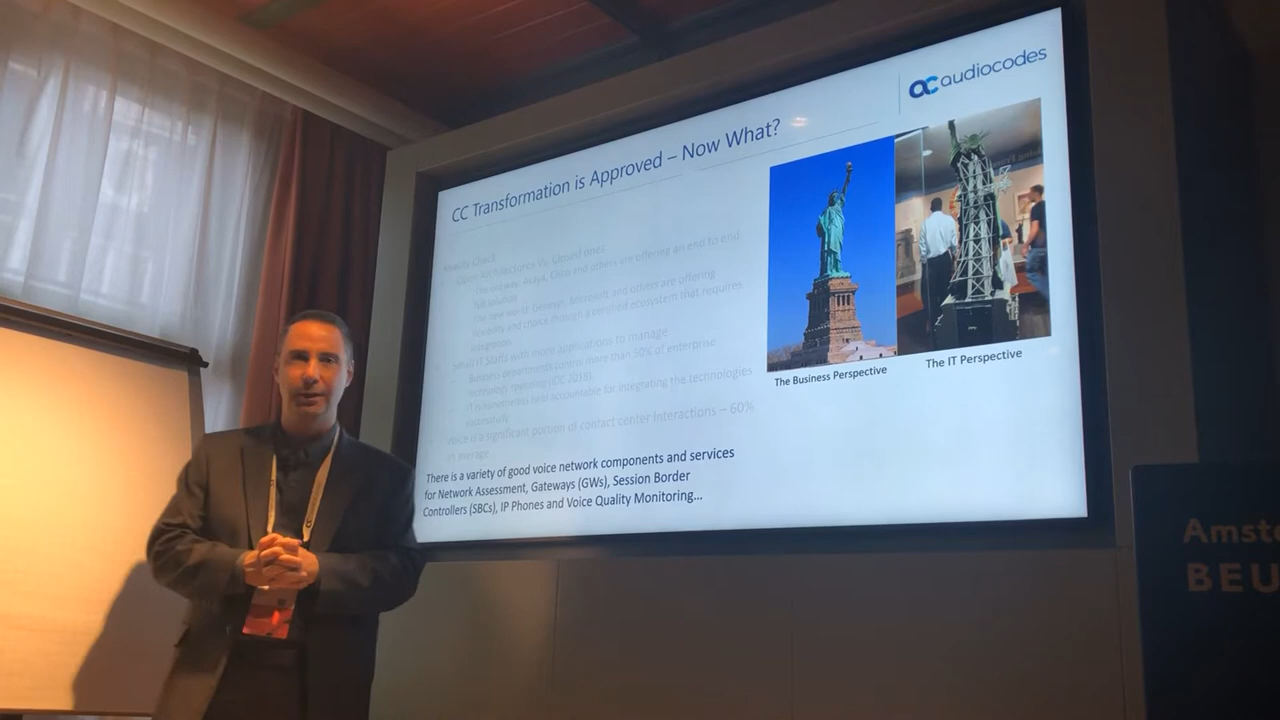 audiocodes
CC Transformation is Approved – Now What?
Reality Check
Open Architectures Vs. Closed ones
The old way: Avaya, Cisco and others are offering an end to end
full solution
The new world: Genesys, Microsoft and others are offering
flexibility and choice through a certified ecosystem that requires
integration
Small IT Staffs with more applications to manage
Business departments control more than 50% of enterprise
technology spending (IDC 2018).
IT is nonetheless held accountable for integrating the technologies
successfully
Voice is a significant portion of contact center interactions – 60%
in average
There is a variety of good voice network components and services
for Network Assessment, Gateways (GWs), Session Border
Controllers (SBCs), IP Phones and Voice Quality Monitoring...
The Business Perspective
The IT Perspective
BEU